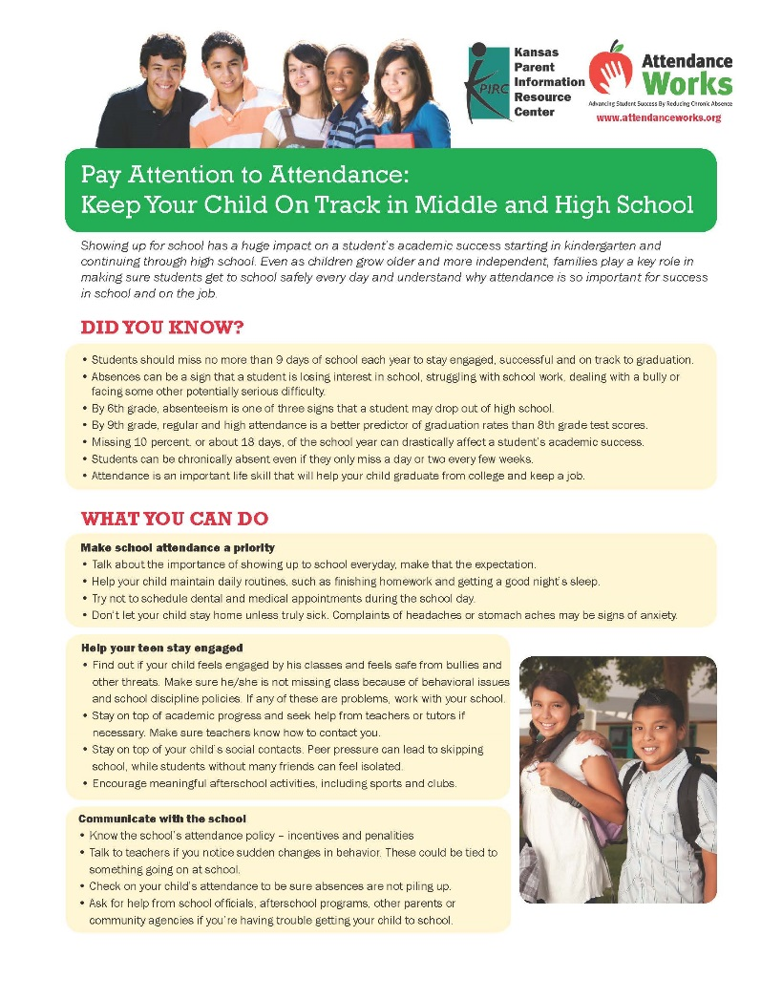 KPIRC
Kansas
Parent
Information
Resource
Center
Attendance
Works
Advancing Student Success By Reducing Chronic Absence
www.attendanceworks.org
Pay Attention to Attendance:
Keep Your Child On Track in Middle and High School
Showing up for school has a huge impact on a student's academic success starting in kindergarten and
continuing through high school. Even as children grow older and more independent, families play a key role in
making sure students get to school safely every day and understand why attendance is so important for success
in school and on the job.
DID YOU KNOW?
• Students should miss no more than 9 days of school each year to stay engaged, successful and on track to graduation.
• Absences can be a sign that a student is losing interest in school, struggling with school work, dealing with a bully or
facing some other potentially serious difficulty.
• By 6th grade, absenteeism is one of three signs that a student may drop out of high school.
• By 9th grade, regular and high attendance is a better predictor of graduation rates than 8th grade test scores.
• Missing 10 percent, or about 18 days, of the school year can drastically affect a student's academic success.
• Students can be chronically absent even if they only miss a day or two every few weeks.
• Attendance is an important life skill that will help your child graduate from college and keep a job.
WHAT YOU CAN DO
Make school attendance a priority
• Talk about the importance of showing up to school everyday, make that the expectation.
• Help your child maintain daily routines, such as finishing homework and getting a good night's sleep.
• Try not to schedule dental and medical appointments during the school day.
• Don't let your child stay home unless truly sick. Complaints of headaches or stomach aches may be signs of anxiety.
Help your teen stay engaged
• Find out if your child feels engaged by his classes and feels safe from bullies and
other threats. Make sure he/she is not missing class because of behavioral issues
and school discipline policies. If any of these are problems, work with your school.
• Stay on top of academic progress and seek help from teachers or tutors if
necessary. Make sure teachers know how to contact you.
• Stay on top of your child's social contacts. Peer pressure can lead to skipping
school, while students without many friends can feel isolated.
• Encourage meaningful afterschool activities, including sports and clubs.
Communicate with the school
• Know the school's attendance policy – incentives and penalities
• Talk to teachers if you notice sudden changes in behavior. These could be tied to
something going on at school.
• Check on your child's attendance to be sure absences are not piling up.
• Ask for help from school officials, afterschool programs, other parents or
community agencies if you're having trouble getting your child to school.